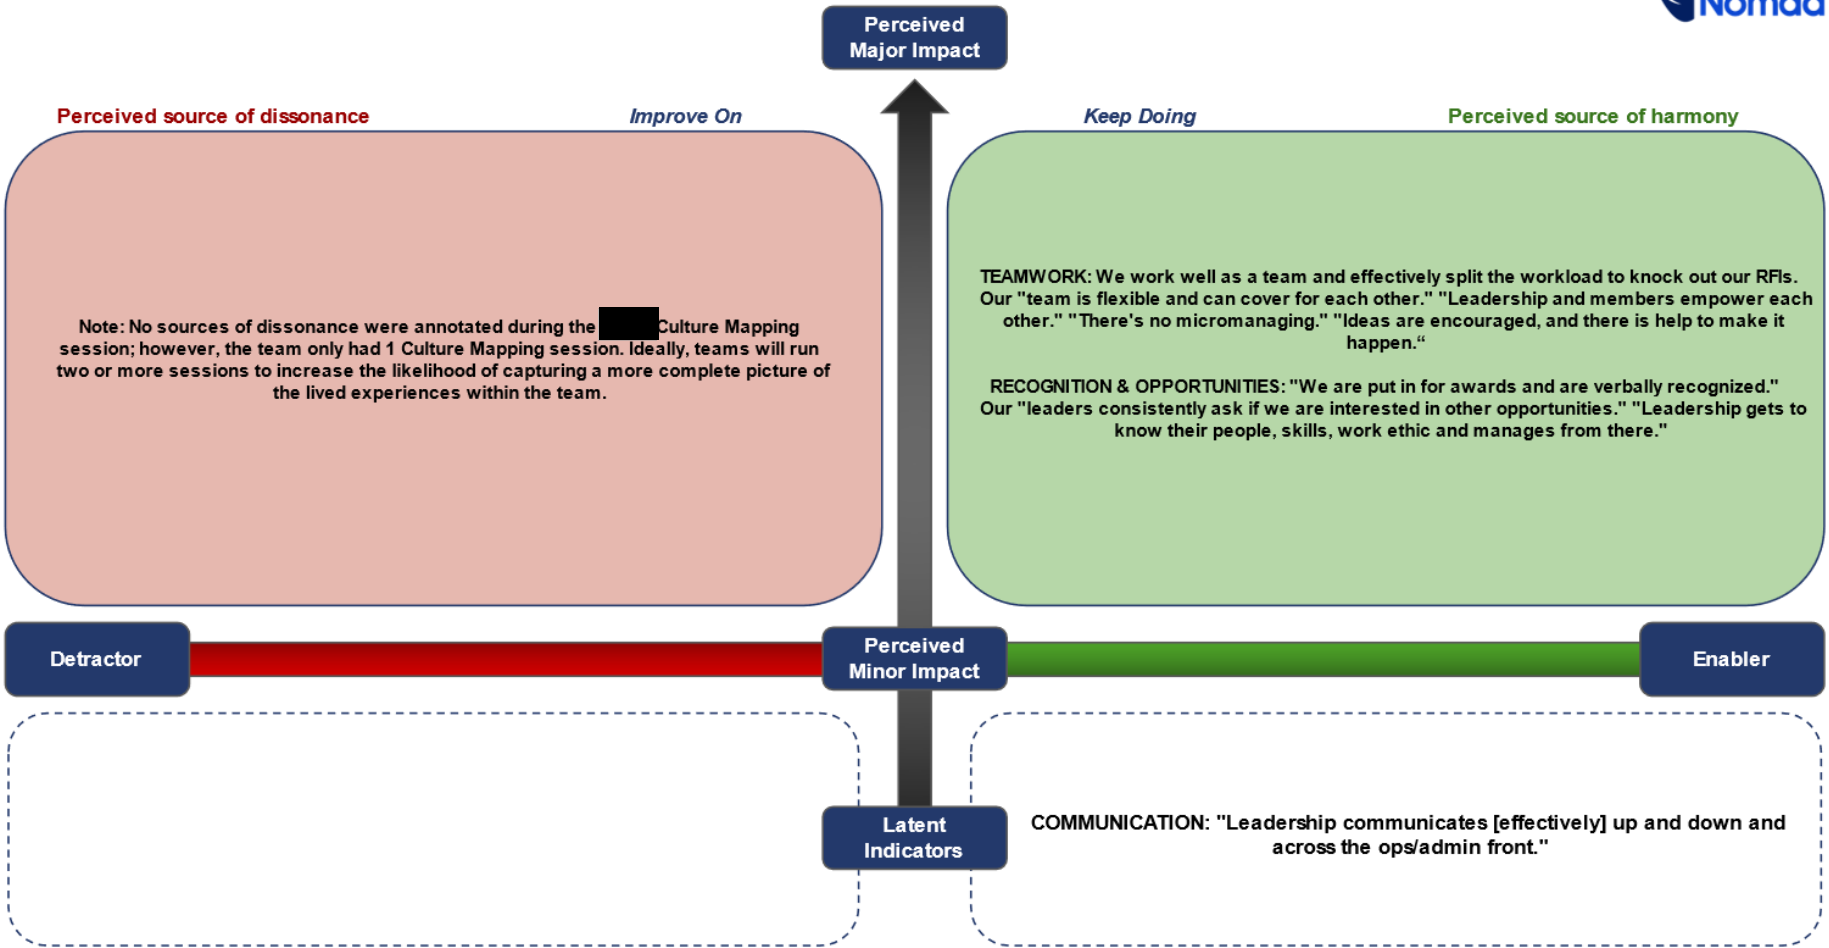 Nomad
Perceived
Major Impact
Perceived source of dissonance
Improve On
Keep Doing
Perceived source of harmony
Note: No sources of dissonance were annotated during the Culture Mapping
session; however, the team only had 1 Culture Mapping session. Ideally, teams will run
two or more sessions to increase the likelihood of capturing a more complete picture of
the lived experiences within the team.
TEAMWORK: We work well as a team and effectively split the workload to knock out our RFIs.
Our "team is flexible and can cover for each other." "Leadership and members empower each
other." "There's no micromanaging." "Ideas are encouraged, and there is help to make it
happen.“
RECOGNITION & OPPORTUNITIES: "We are put in for awards and are verbally recognized."
Our "leaders consistently ask if we are interested in other opportunities." "Leadership gets to
know their people, skills, work ethic and manages from there."
Detractor
Perceived
Minor Impact
Enabler
Latent
Indicators
COMMUNICATION: "Leadership communicates [effectively] up and down and
across the ops/admin front."